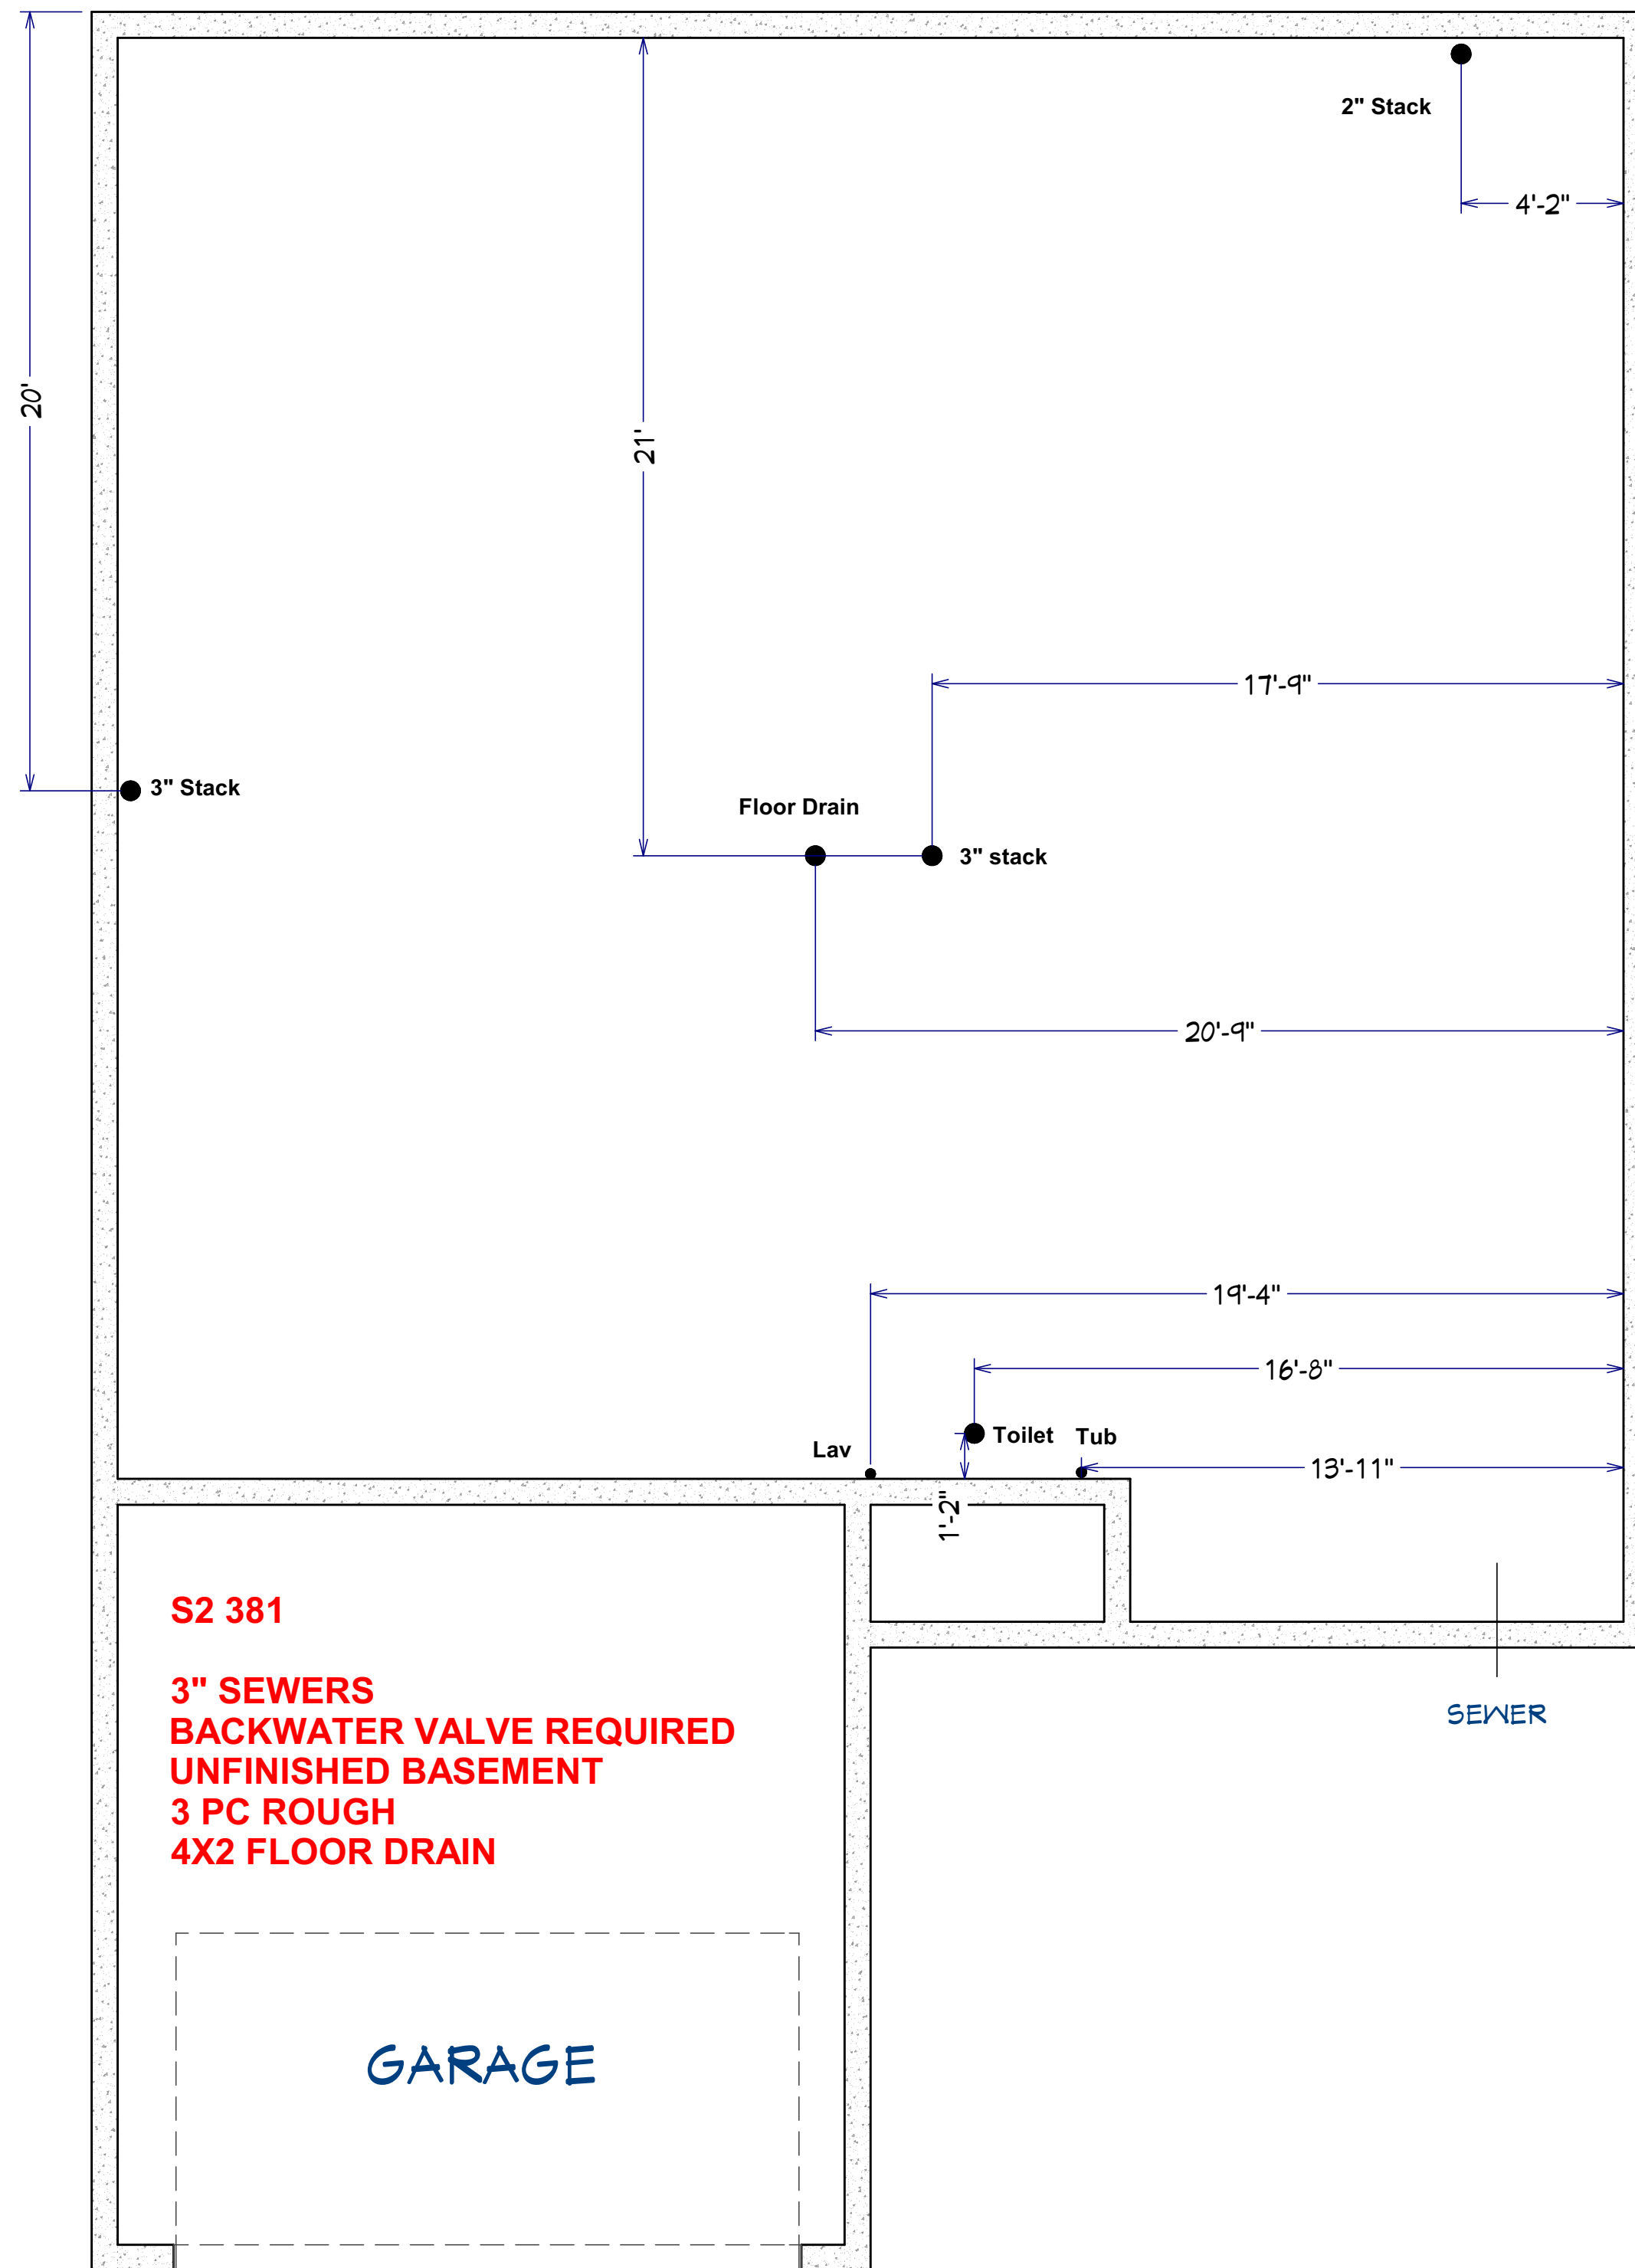 2" Stack
4'-2"
20'
21'
17'-9"
3" Stack
Floor Drain
3" stack
20'-9"
19'-4"
16'-8"
Toilet
Tub
Lav
13'-11"
1'-2"
S2 381
3" SEWERS
BACKWATER VALVE REQUIRED
UNFINISHED BASEMENT
3 PC ROUGH
4X2 FLOOR DRAIN
SEWER
GARAGE